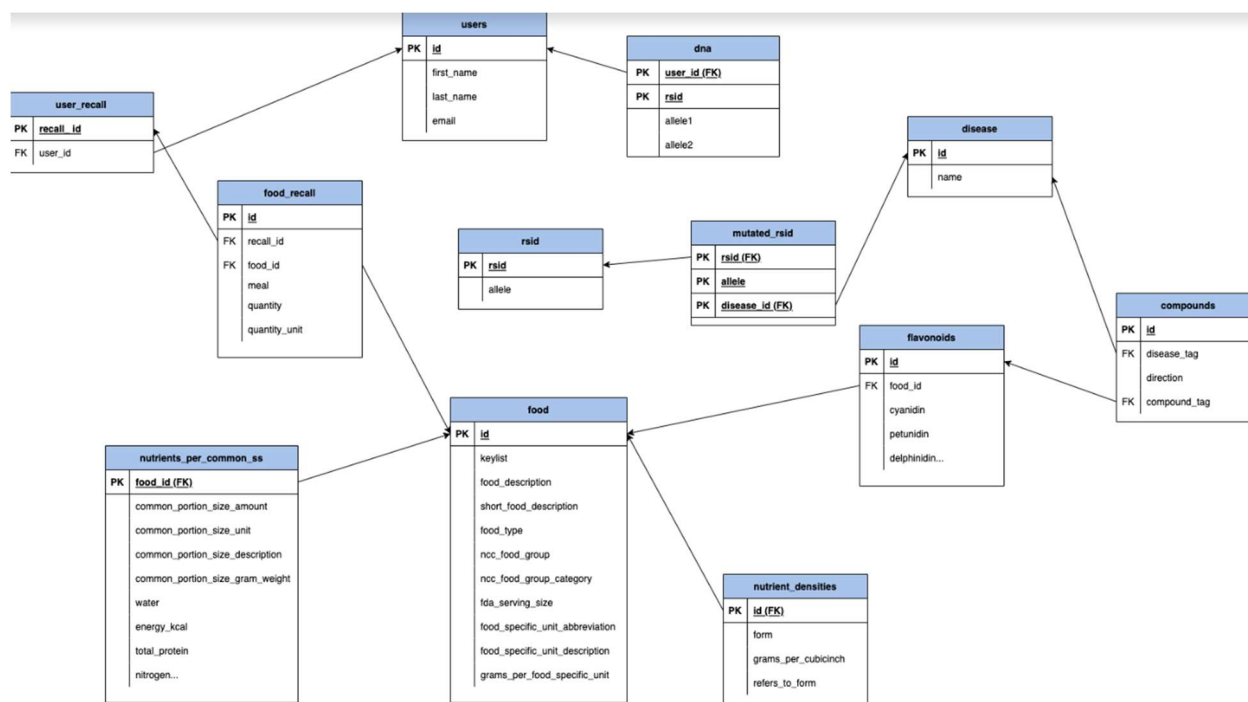 users
PK id
first_name
last_name
email
dna
PK user_id (FK)
PK rsid
allele1
allele2
user_recall
PK recall_id
FK user_id
disease
PK id
name
food_recall
PK id
FK recall_id
FK food_id
meal
quantity
quantity_unit
rsid
PK rsid
allele
mutated_rsid
PK rsid (FK)
PK allele
PK disease_id (FK)
compounds
PK id
FK disease_tag
direction
FK compound_tag
flavonoids
PK id
FK food_id
cyanidin
petunidin
delphinidin...
food
PK id
keylist
food_description
short_food_description
food_type
ncc_food_group
ncc_food_group_category
fda_serving_size
food_specific_unit_abbreviation
food_specific_unit_description
grams_per_food_specific_unit
nutrients_per_common_ss
PK food_id (FK)
common_portion_size_amount
common_portion_size_unit
common_portion_size_description
common_portion_size_gram_weight
water
energy_kcal
total_protein
nitrogen...
nutrient_densities
PK id (FK)
form
grams_per_cubicinch
refers_to_form